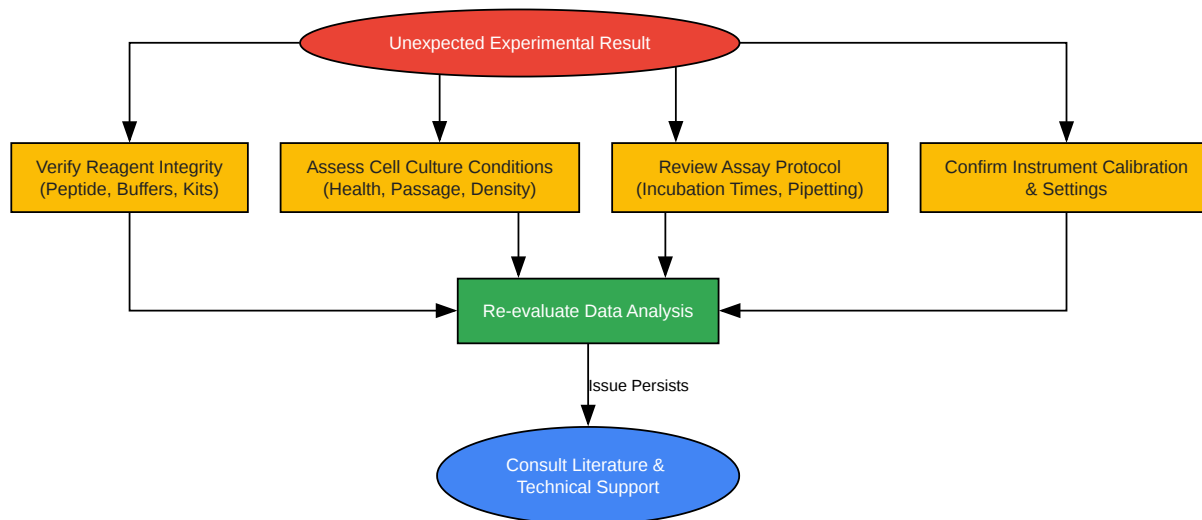 Unexpected Experimental Result
Verify Reagent Integrity
(Peptide, Buffers, Kits)
Assess Cell Culture Conditions
(Health, Passage, Density)
Review Assay Protocol
(Incubation Times, Pipetting)
Confirm Instrument Calibration
& Settings
Re-evaluate Data Analysis
Issue Persists
Consult Literature &
Technical Support